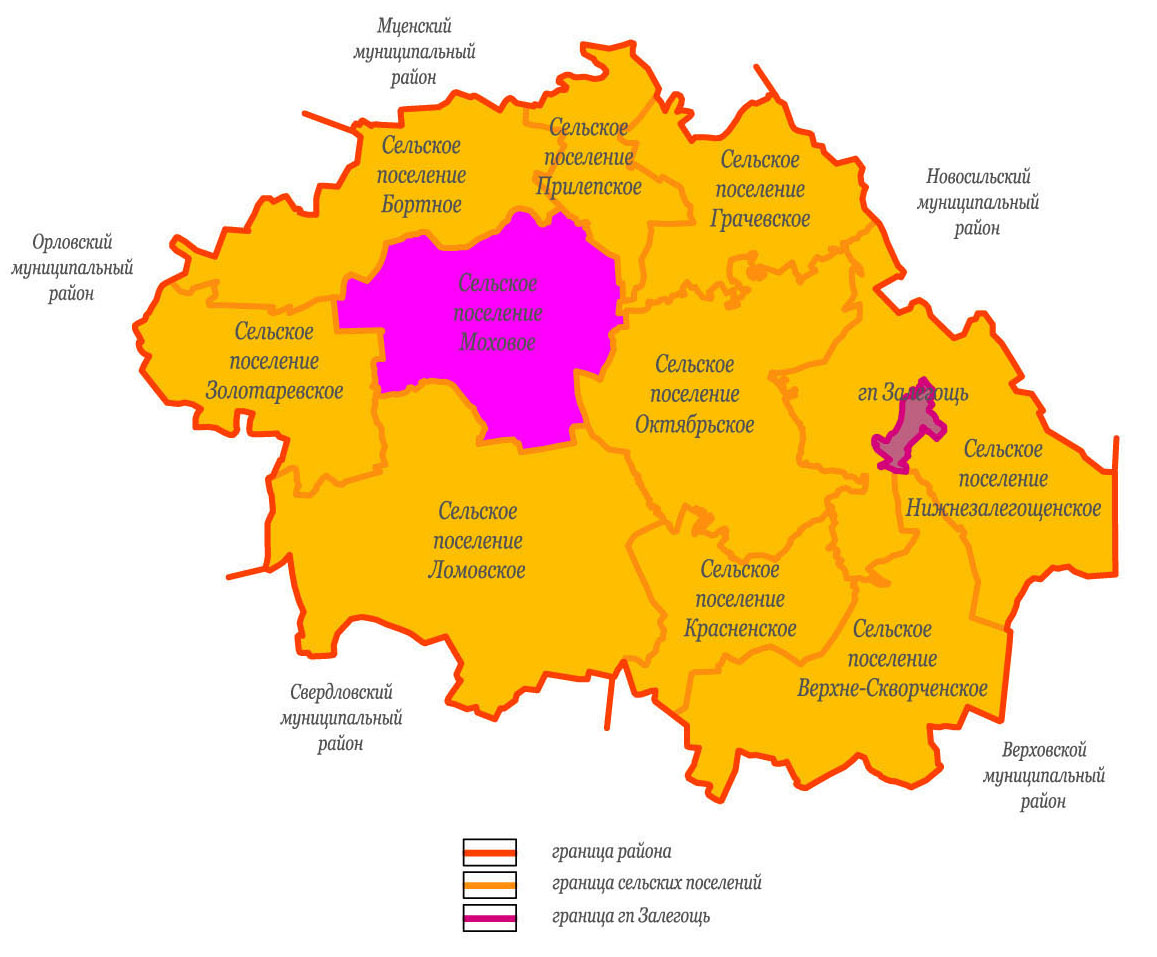 Мценский
муниципальный
район
Сельское
поселение
Прилепское
Сельское
поселение
Бортное
Сельское
поселение
Грачевское
Новосильский
муниципальный
район
Орловский
муниципальный
район
Сельское
поселение
Моховое
Сельское
поселение
Золотаревское
Сельское
поселение
Октябрьское
гп Залегощь
Сельское
поселение
Нижнезалегощенское
Сельское
поселение
Ломовское
Сельское
поселение
Красненское
Сельское
поселение
Верхне-Скворченское
Свердловский
муниципальный
район
Верховской
муниципальный
район
граница района
граница сельских поселений
граница гп Залегощь